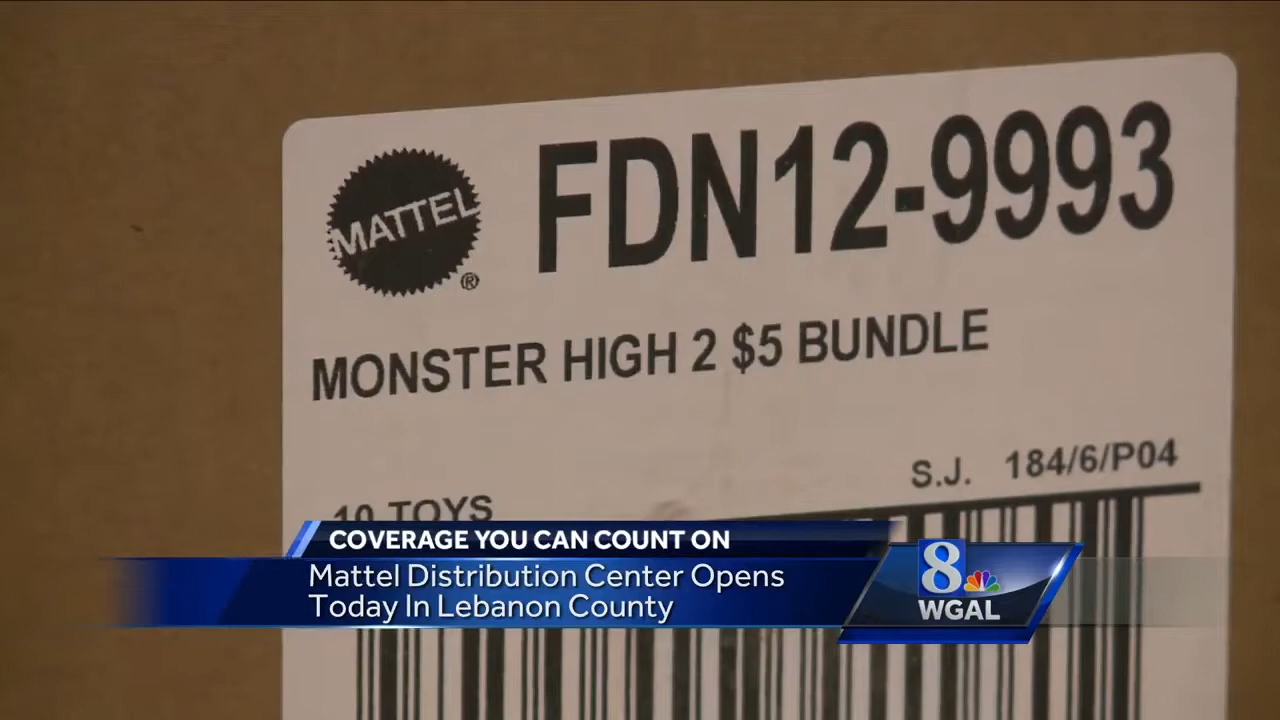 MATTEL
®
FDN12-9993
MONSTER HIGH 2 $5 BUNDLE
S.J. 184/6/P04
10 TOYS
COVERAGE YOU CAN COUNT ON
Mattel Distribution Center Opens
Today In Lebanon County
8
WGAL